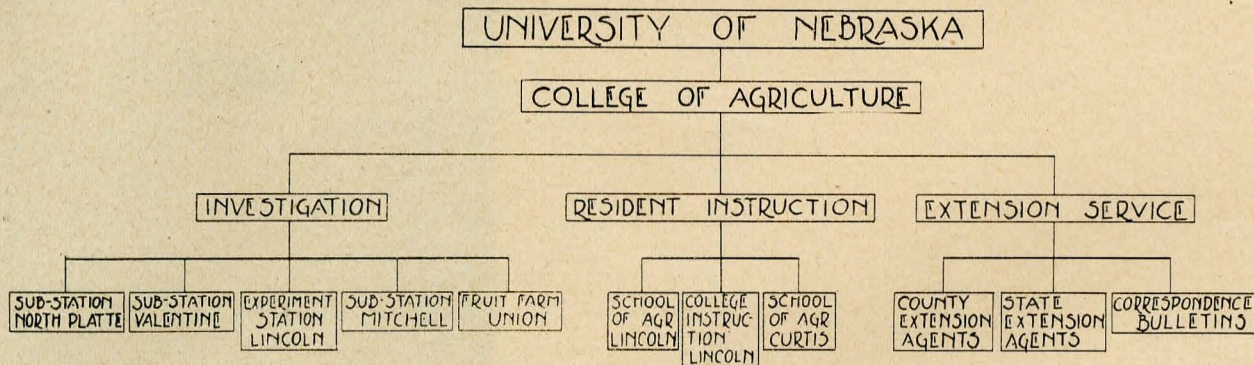 UNIVERSITY OF NEBRASKA
COLLEGE OF AGRICULTURE
INVESTIGATION
RESIDENT INSTRUCTION
EXTENSION SERVICE
SUB-STATION
NORTH PLATTE
SUB-STATION
VALENTINE
EXPERIMENT
STATION
LINCOLN
SUB-STATION
MITCHELL
FRUIT FARM
UNION
SCHOOL
OF AGR
LINCOLN
COLLEGE
INSTRUC-
TION
LINCOLN
SCHOOL
OF AGR
CURTIS
COUNTY
EXTENSION
AGENTS
STATE
EXTENSION
AGENTS
CORRESPONDENCE
BULLETINS